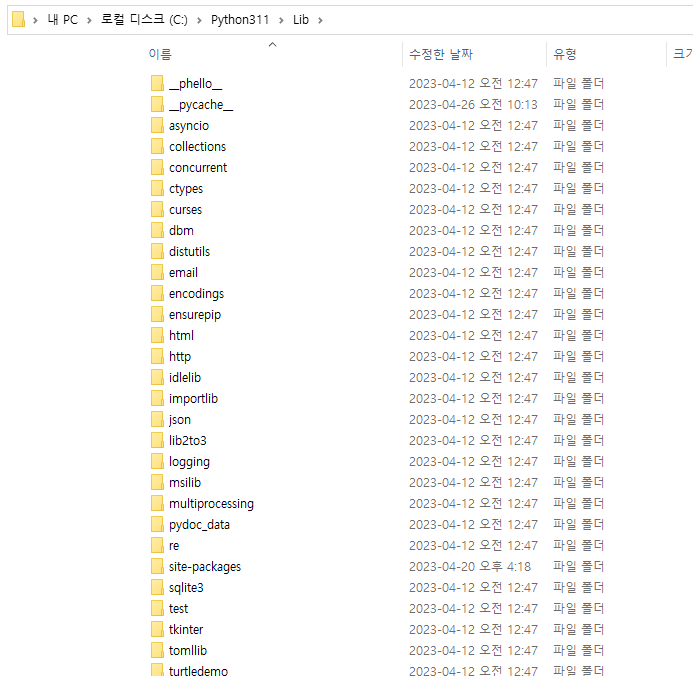 내 PC > 로컬 디스크 (C:) > Python311 > Lib >
이름 수정한 날짜 유형 크기
__phello__ 2023-04-12 오전 12:47 파일 폴더
__pycache__ 2023-04-26 오전 10:13 파일 폴더
asyncio 2023-04-12 오전 12:47 파일 폴더
collections 2023-04-12 오전 12:47 파일 폴더
concurrent 2023-04-12 오전 12:47 파일 폴더
ctypes 2023-04-12 오전 12:47 파일 폴더
curses 2023-04-12 오전 12:47 파일 폴더
dbm 2023-04-12 오전 12:47 파일 폴더
distutils 2023-04-12 오전 12:47 파일 폴더
email 2023-04-12 오전 12:47 파일 폴더
encodings 2023-04-12 오전 12:47 파일 폴더
ensurepip 2023-04-12 오전 12:47 파일 폴더
html 2023-04-12 오전 12:47 파일 폴더
http 2023-04-12 오전 12:47 파일 폴더
idlelib 2023-04-12 오전 12:47 파일 폴더
importlib 2023-04-12 오전 12:47 파일 폴더
json 2023-04-12 오전 12:47 파일 폴더
lib2to3 2023-04-12 오전 12:47 파일 폴더
logging 2023-04-12 오전 12:47 파일 폴더
msilib 2023-04-12 오전 12:47 파일 폴더
multiprocessing 2023-04-12 오전 12:47 파일 폴더
pydoc_data 2023-04-12 오전 12:47 파일 폴더
re 2023-04-12 오전 12:47 파일 폴더
site-packages 2023-04-20 오후 4:18 파일 폴더
sqlite3 2023-04-12 오전 12:47 파일 폴더
test 2023-04-12 오전 12:47 파일 폴더
tkinter 2023-04-12 오전 12:47 파일 폴더
tomllib 2023-04-12 오전 12:47 파일 폴더
turtledemo 2023-04-12 오전 12:47 파일 폴더